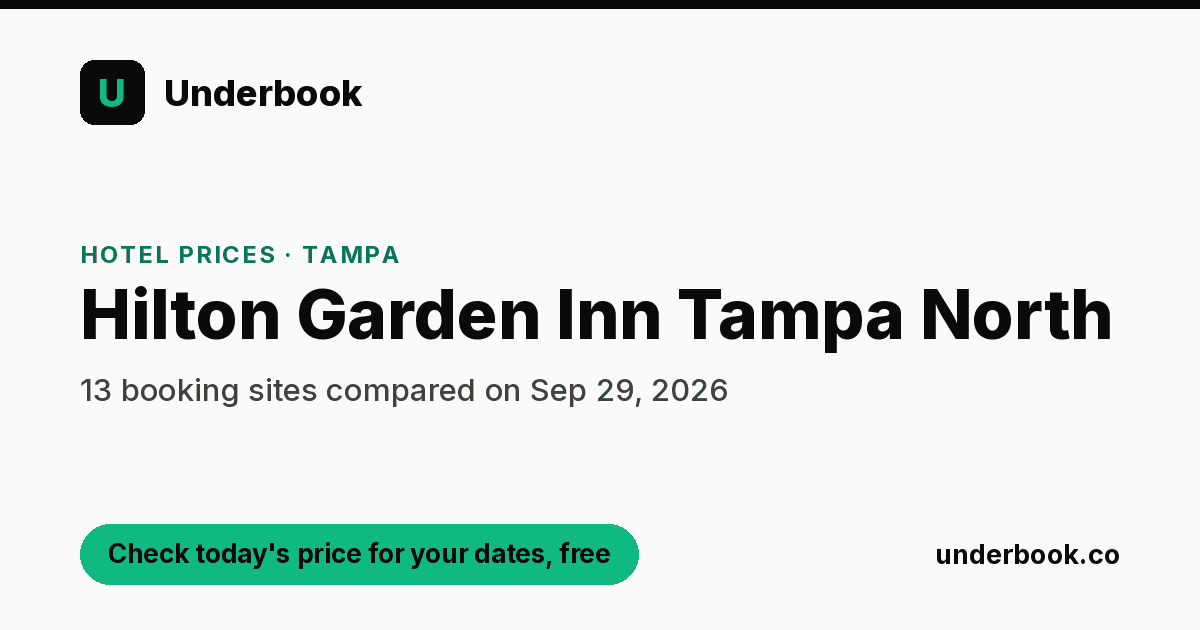 U Underbook
HOTEL PRICES · TAMPA
Hilton Garden Inn Tampa North
13 booking sites compared on Sep 29, 2026
Check today's price for your dates, free
underbook.co